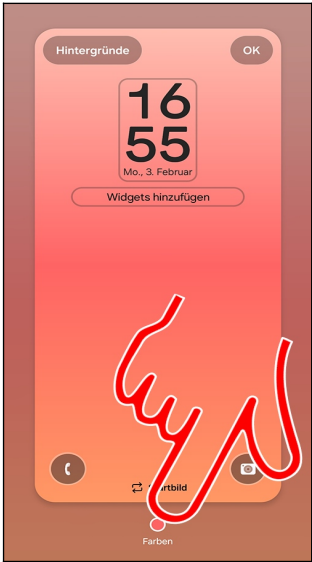 Hintergründe
OK
16
55
Mo., 3. Februar
Widgets hinzufügen
Farben